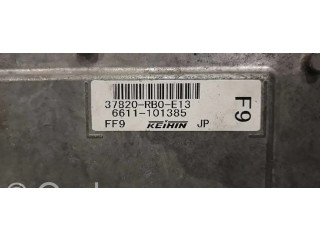 37820-RB0-E13
6611-101385
FF9 KEIHIN JP
F9